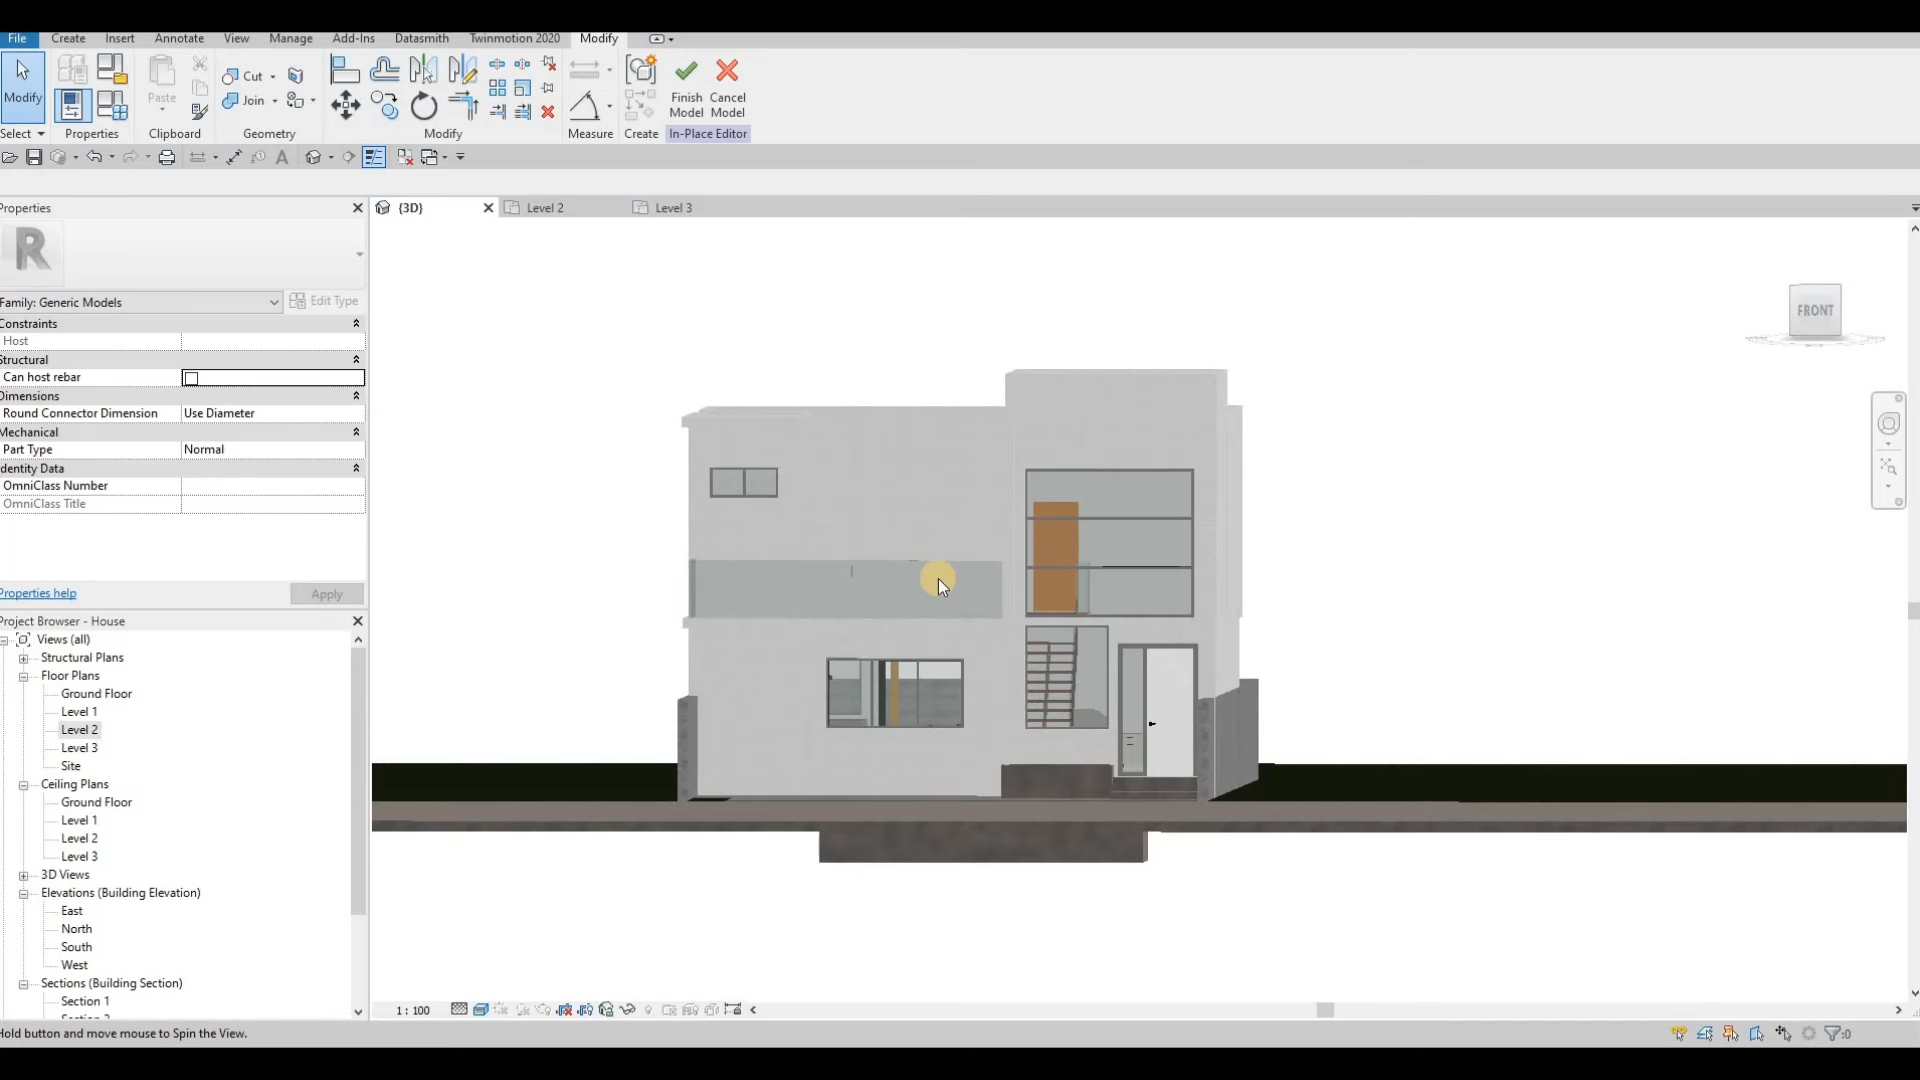 File Create Insert Annotate View Manage Add-Ins Datasmith Twinmotion 2020 Modify
Modify Paste Cut Join Finish Model Cancel Model
Select Properties Clipboard Geometry Modify Measure Create In-Place Editor
Properties
{3D} Level 2 Level 3
R
Family: Generic Models Edit Type
Constraints
Host
Structural
Can host rebar
Dimensions
Round Connector Dimension Use Diameter
Mechanical
Part Type Normal
dentity Data
OmniClass Number
OmniClass Title
Properties help Apply
Project Browser - House
Views (all)
Structural Plans
Floor Plans
Ground Floor
Level 1
Level 2
Level 3
Site
Ceiling Plans
Ground Floor
Level 1
Level 2
Level 3
3D Views
Elevations (Building Elevation)
East
North
South
West
Sections (Building Section)
Section 1
FRONT
1 : 100
Hold button and move mouse to Spin the View.
:0